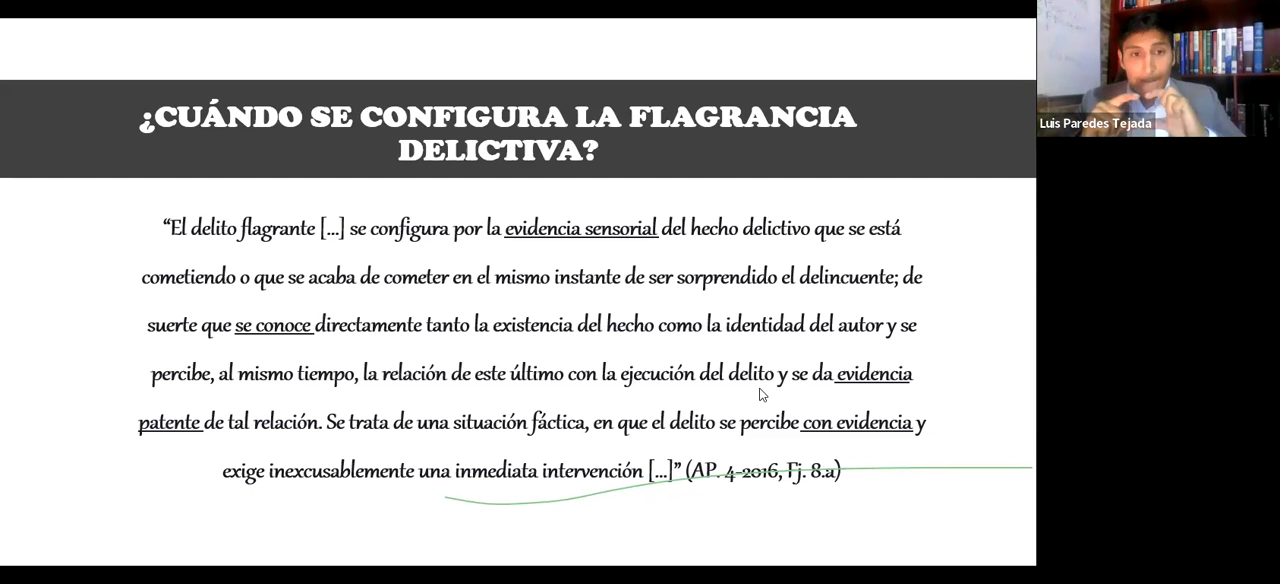 ¿CUÁNDO SE CONFIGURA LA FLAGRANCIA
DELICTIVA?
Luis Paredes Tejada
“El delito flagrante [...] se configura por la evidencia sensorial del hecho delictivo que se está
cometiendo o que se acaba de cometer en el mismo instante de ser sorprendido el delincuente; de
suerte que se conoce directamente tanto la existencia del hecho como la identidad del autor y se
percibe, al mismo tiempo, la relación de este último con la ejecución del delito y se da evidencia
patente de tal relación. Se trata de una situación fáctica, en que el delito se percibe con evidencia y
exige inexcusablemente una inmediata intervención [...]” (AP. 4-2016, Fj. 8.a)